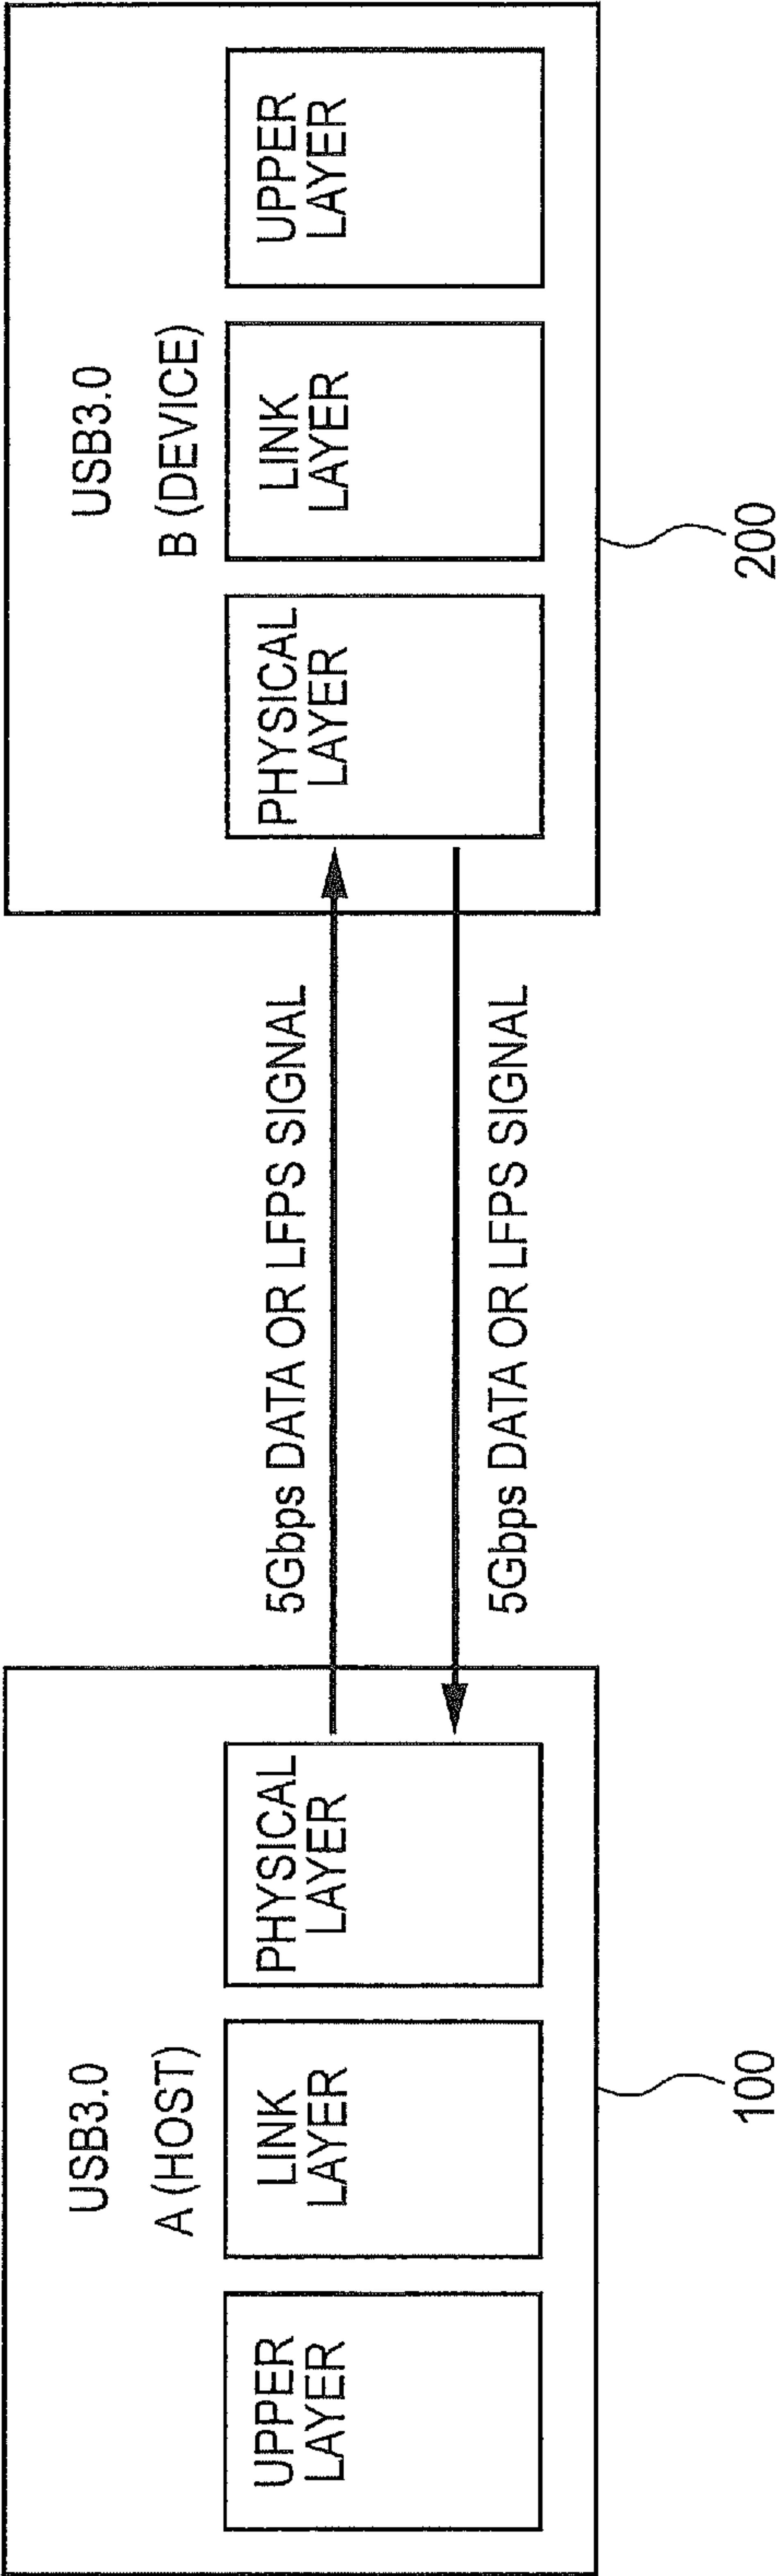 USB3.0
A (HOST)
UPPER
LAYER
LINK
LAYER
PHYSICAL
LAYER
100
5Gbps DATA OR LFPS SIGNAL
5Gbps DATA OR LFPS SIGNAL
USB3.0
B (DEVICE)
PHYSICAL
LAYER
LINK
LAYER
UPPER
LAYER
200